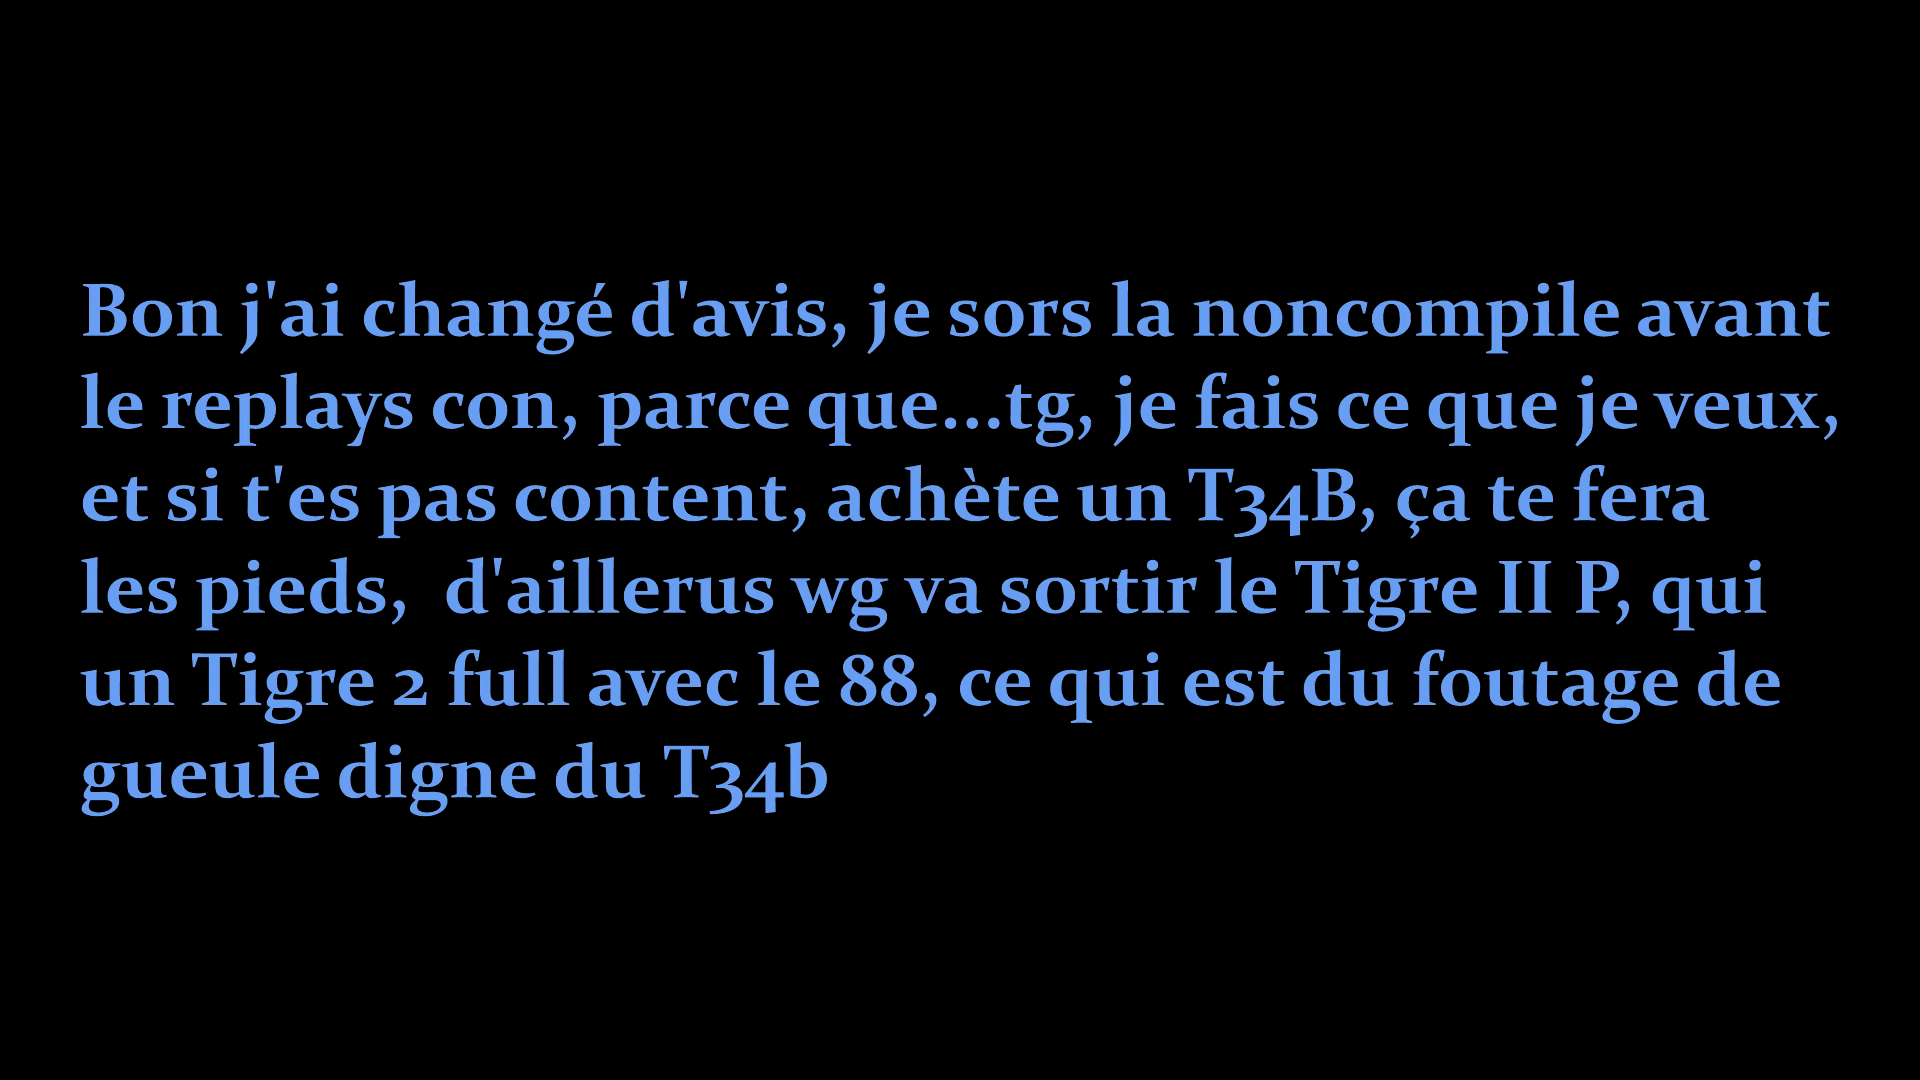 Bon j'ai changé d'avis, je sors la noncompile avant
le replays con, parce que...tg, je fais ce que je veux,
et si t'es pas content, achète un T34B, ça te fera
les pieds,  d'aillerus wg va sortir le Tigre II P, qui
un Tigre 2 full avec le 88, ce qui est du foutage de
gueule digne du T34b